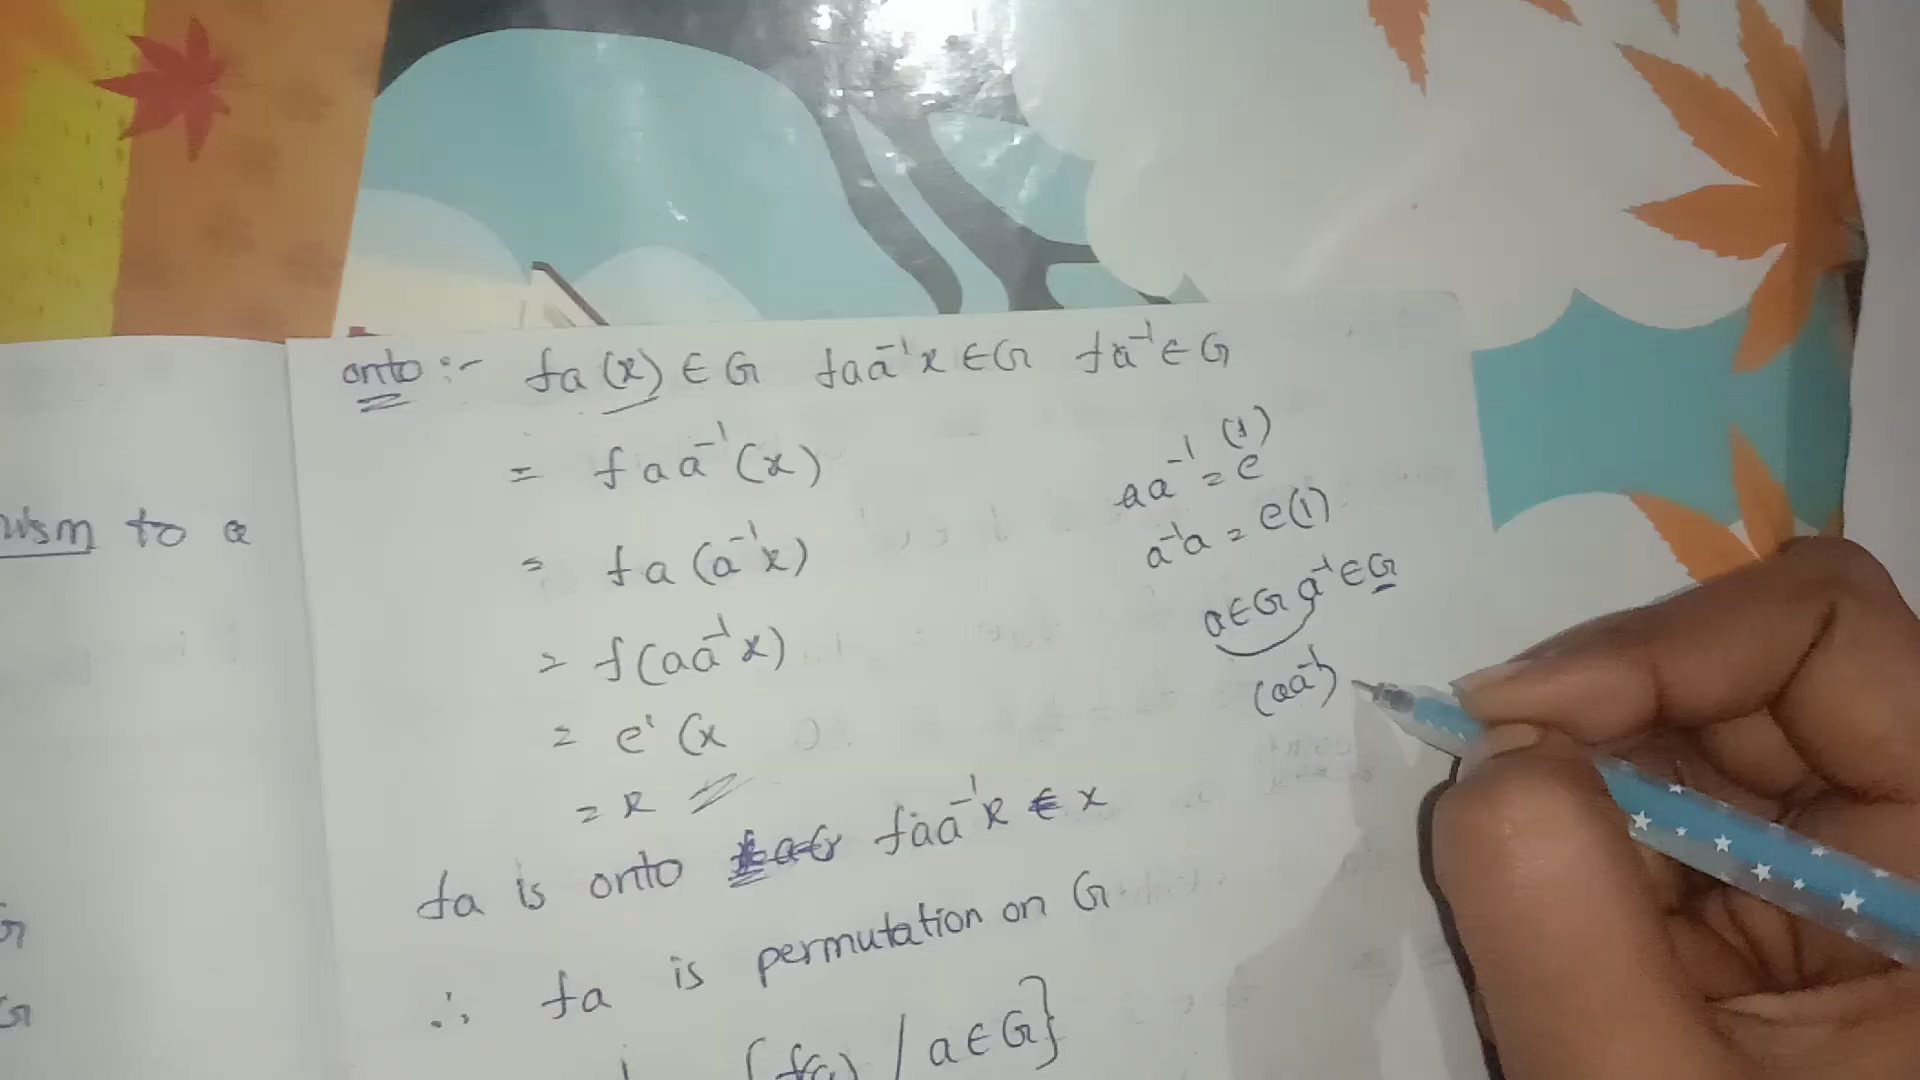 onto :- fa (x) ∈ G faa⁻¹x ∈ G fa⁻¹ ∈ G
= faa⁻¹(x)
= fa (a⁻¹x)
= f(aa⁻¹x)
= e' (x
= x
fa is onto faa⁻¹x ∈ x
∴ fa is permutation on G
{fa) / a∈G}
aa⁻¹ = e (1)
a⁻¹a = e(1)
a∈G a⁻¹∈G
(aa⁻¹)
ism to a
G
G